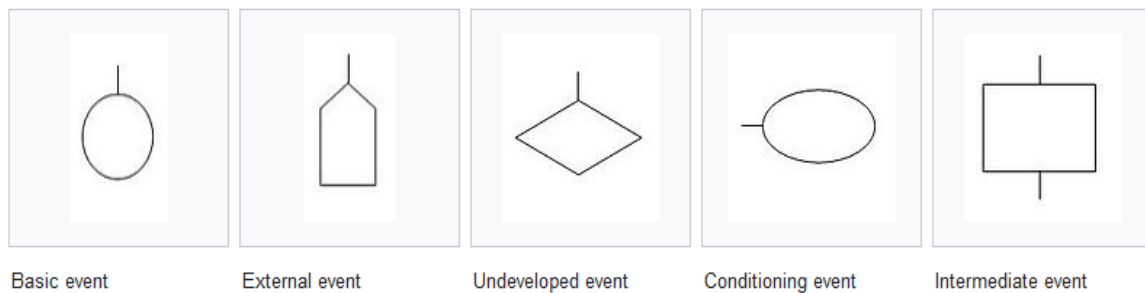 Basic event
External event
Undeveloped event
Conditioning event
Intermediate event